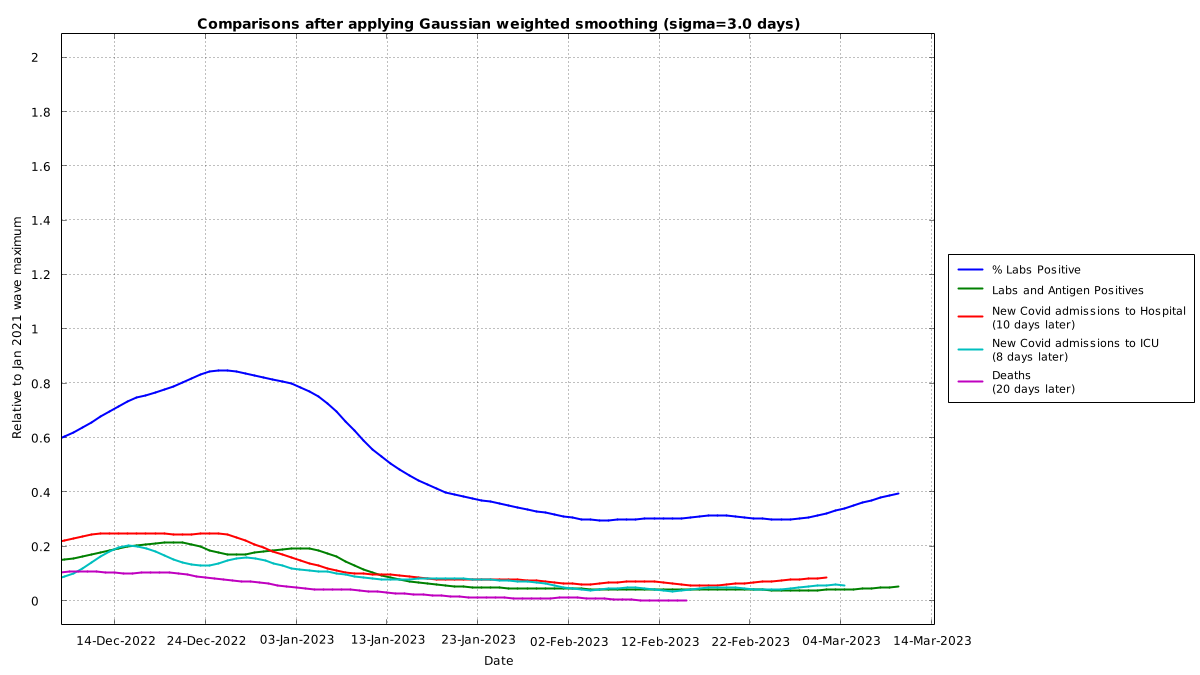 Comparisons after applying Gaussian weighted smoothing (sigma=3.0 days)
Relative to Jan 2021 wave maximum
2
1.8
1.6
1.4
1.2
1
0.8
0.6
0.4
0.2
0
14-Dec-2022 24-Dec-2022 03-Jan-2023 13-Jan-2023 23-Jan-2023 02-Feb-2023 12-Feb-2023 22-Feb-2023 04-Mar-2023 14-Mar-2023
Date
% Labs Positive
Labs and Antigen Positives
New Covid admissions to Hospital
(10 days later)
New Covid admissions to ICU
(8 days later)
Deaths
(20 days later)